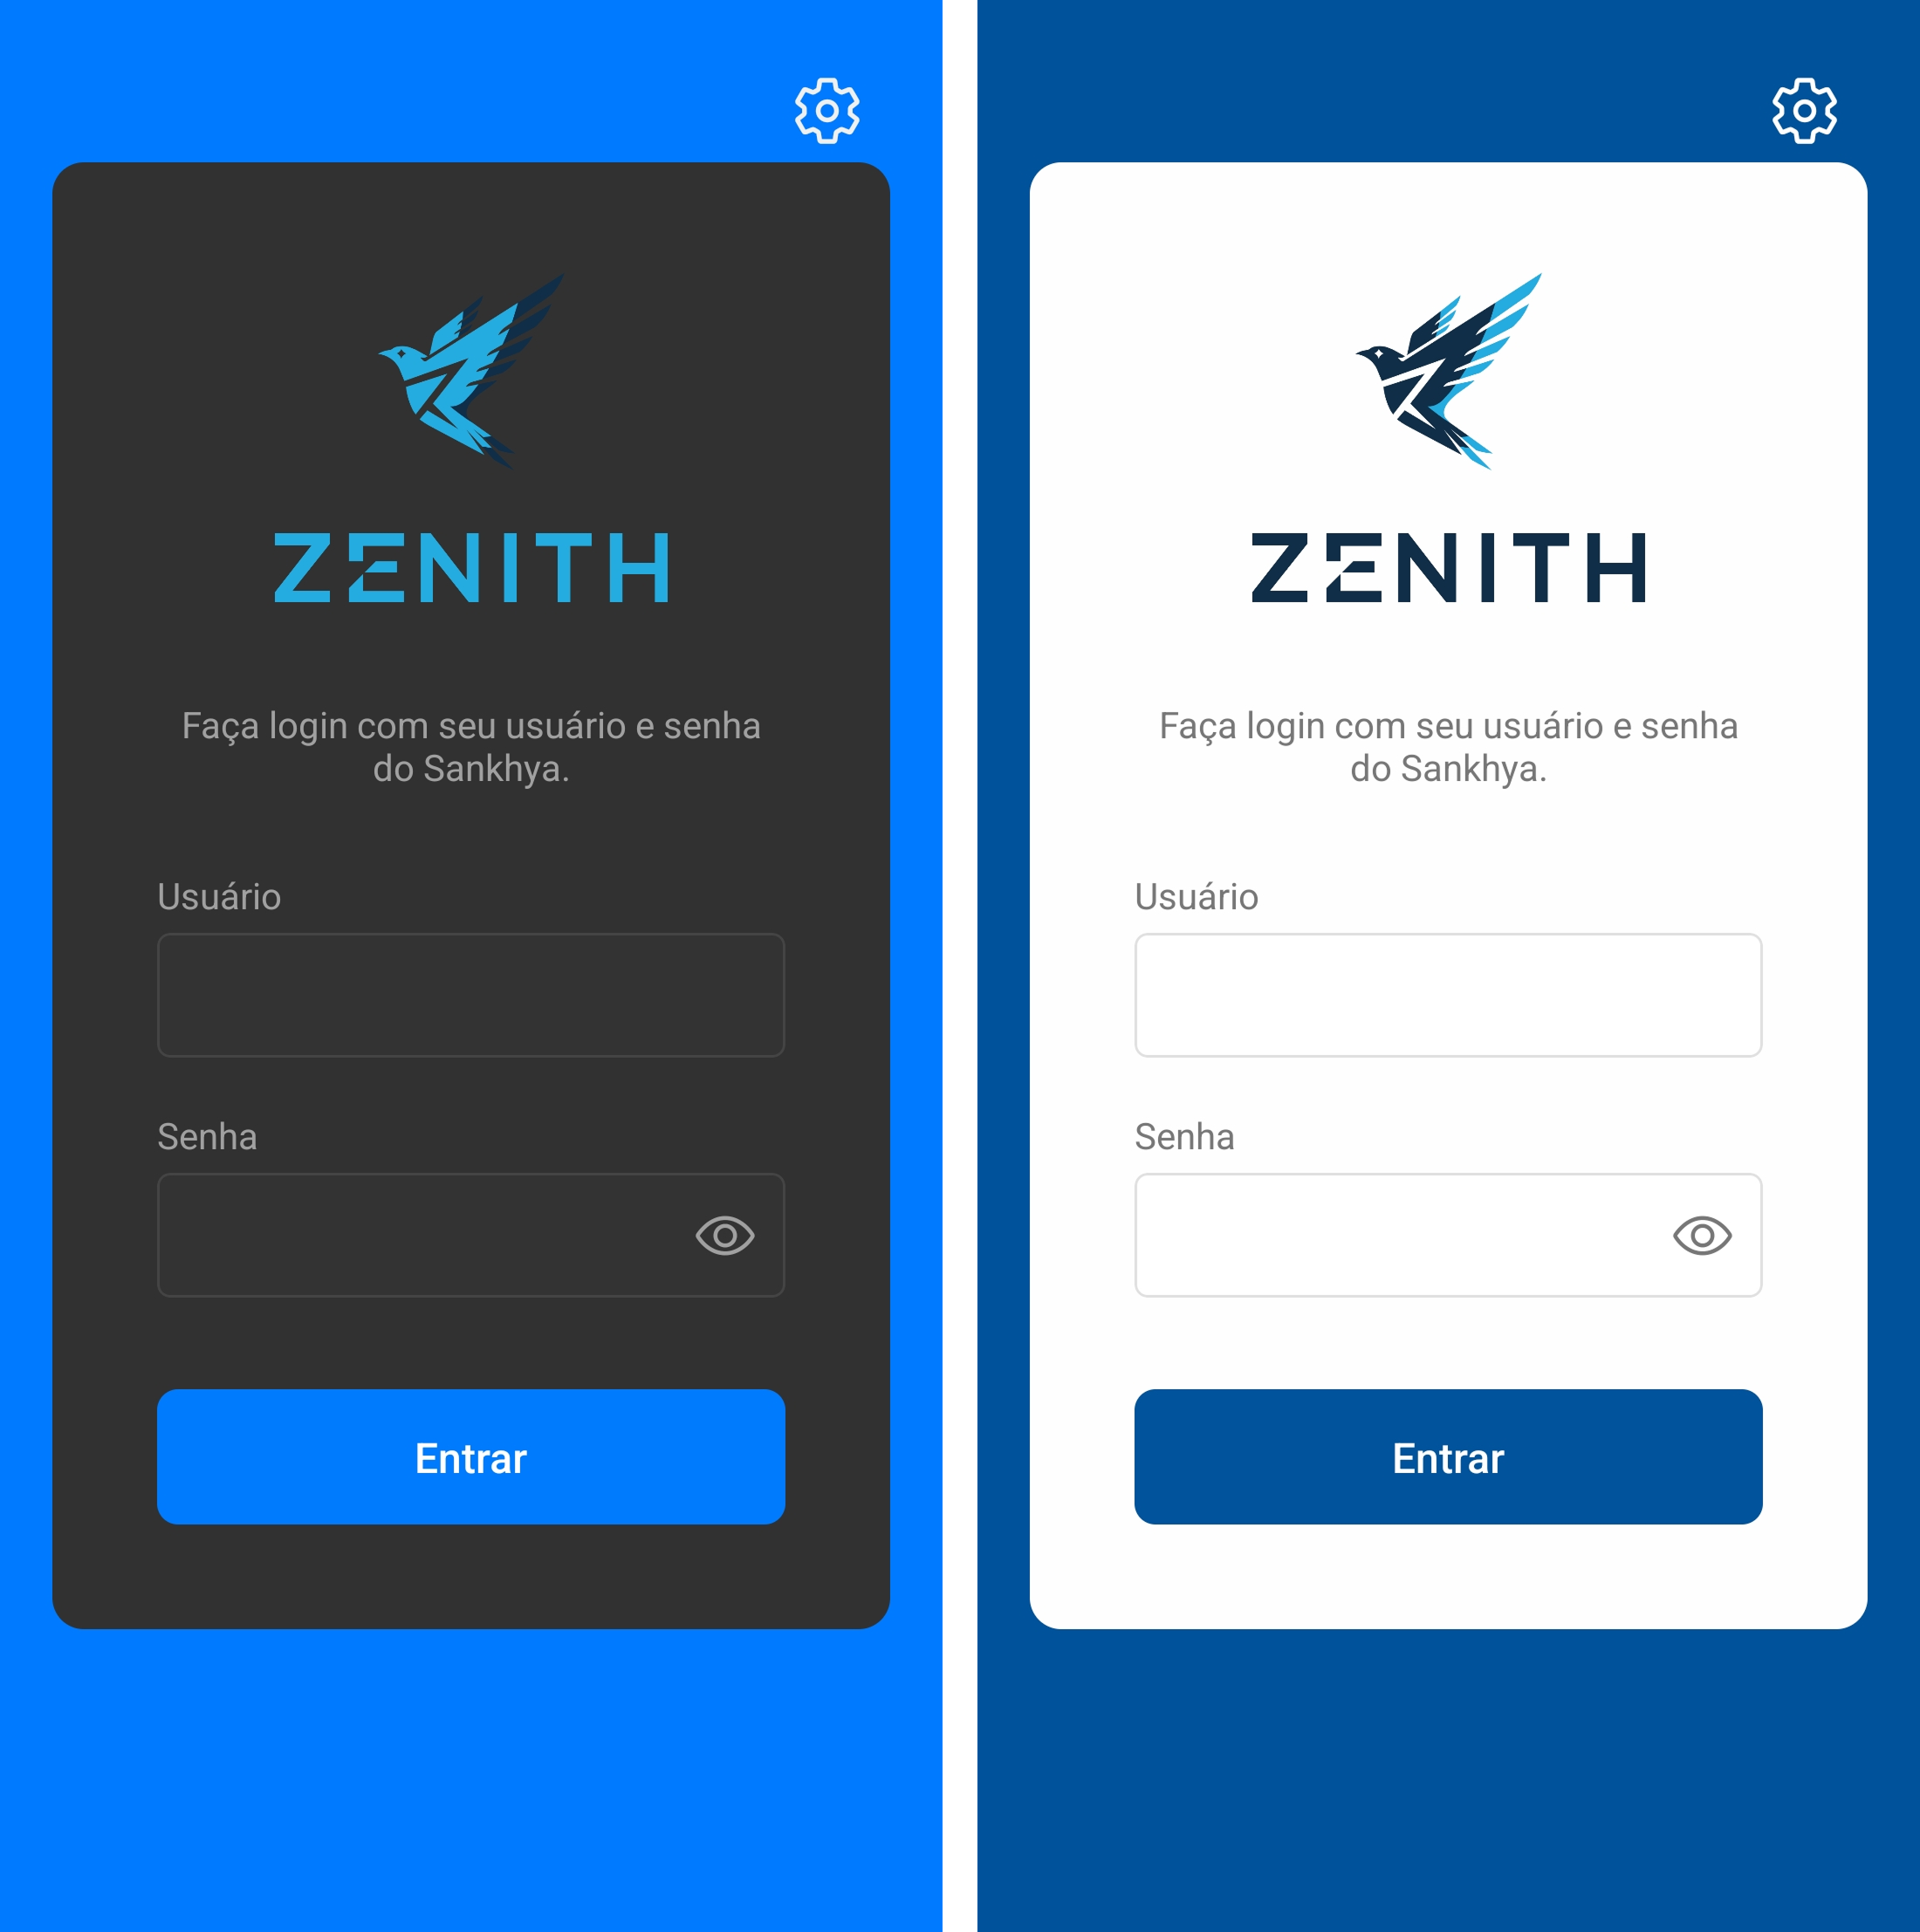 ZENITH
Faça login com seu usuário e senha
do Sankhya.
Usuário
Senha
Entrar
ZENITH
Faça login com seu usuário e senha
do Sankhya.
Usuário
Senha
Entrar